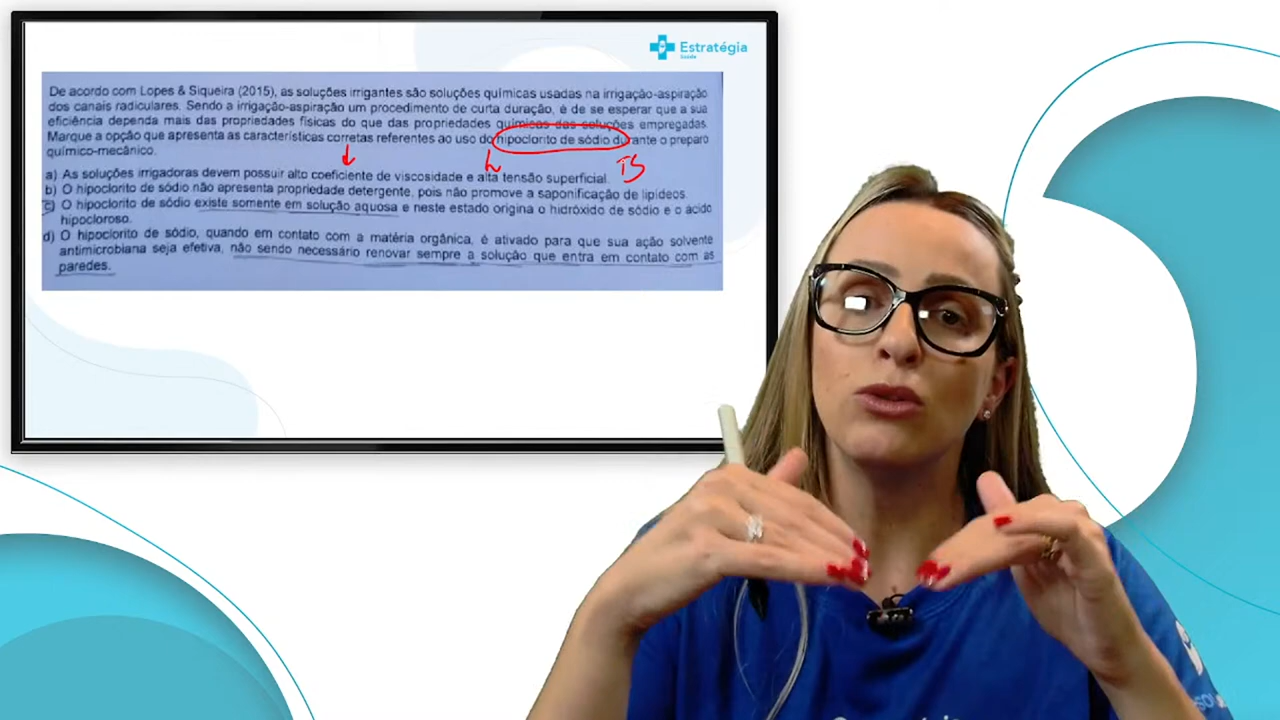 Estratégia
Saúde
De acordo com Lopes & Siqueira (2015), as soluções irrigantes são soluções químicas usadas na irrigação-aspiração
dos canais radiculares. Sendo a irrigação-aspiração um procedimento de curta duração, é de se esperar que a sua
eficiência dependa mais das propriedades físicas do que das propriedades químicas das soluções empregadas.
Marque a opção que apresenta as características corretas referentes ao uso do hipoclorito de sódio durante o preparo
químico-mecânico.
a) As soluções irrigadoras devem possuir alto coeficiente de viscosidade e alta tensão superficial.
b) O hipoclorito de sódio não apresenta propriedade detergente, pois não promove a saponificação de lipídeos.
c) O hipoclorito de sódio existe somente em solução aquosa e neste estado origina o hidróxido de sódio e o ácido
hipocloroso.
d) O hipoclorito de sódio, quando em contato com a matéria orgânica, é ativado para que sua ação solvente
antimicrobiana seja efetiva, não sendo necessário renovar sempre a solução que entra em contato com as
paredes.